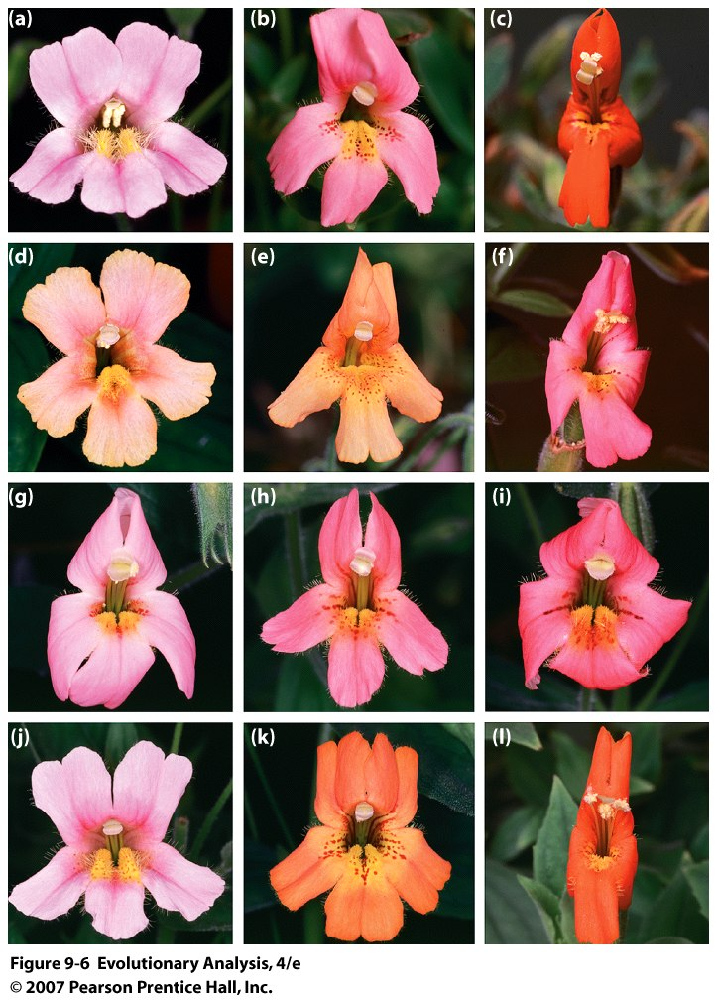 (a) (b) (c)
(d) (e) (f)
(g) (h) (i)
(j) (k) (l)
Figure 9-6 Evolutionary Analysis, 4/e
© 2007 Pearson Prentice Hall, Inc.